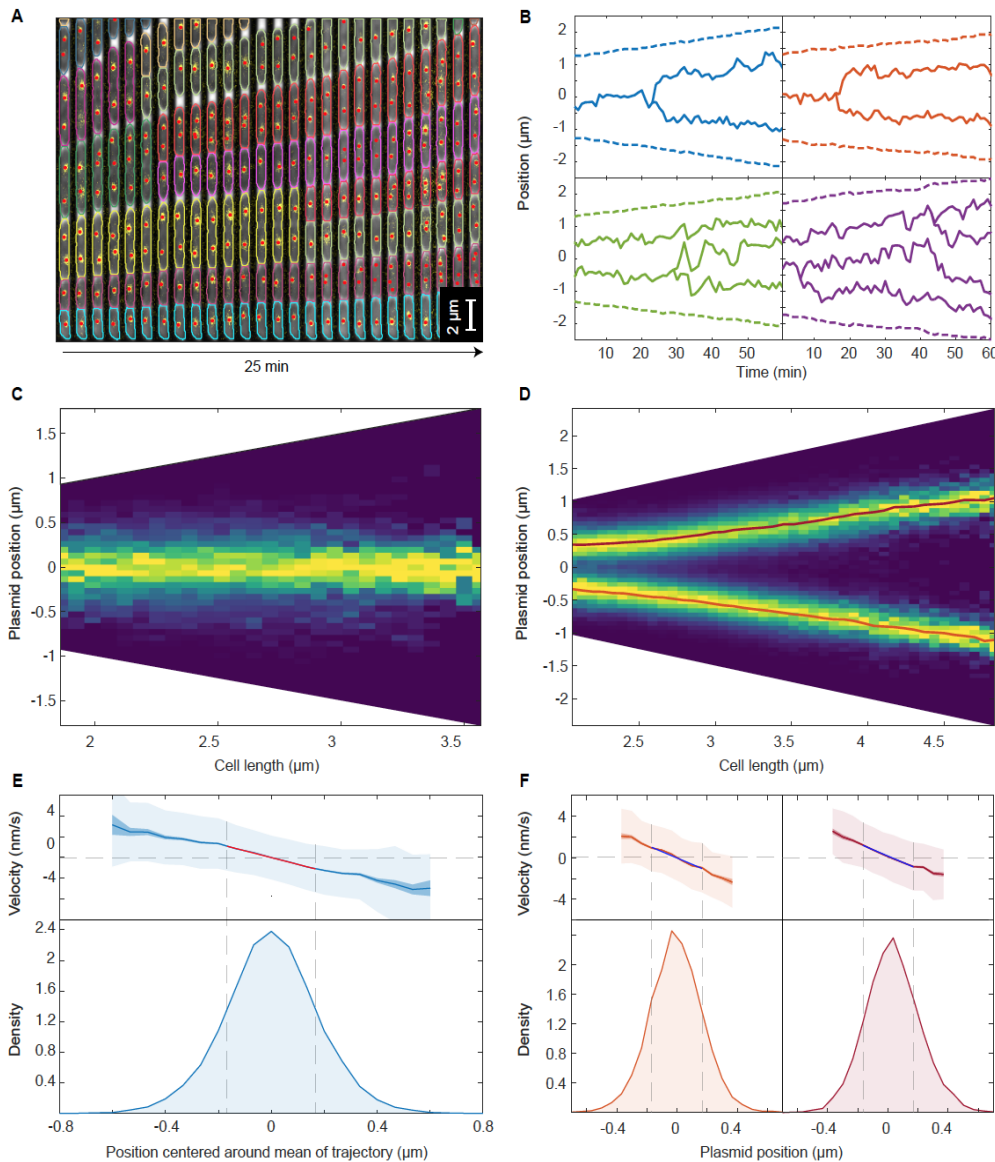 A
B
2 µm
25 min
Position (µm)
2
1
0
-1
-2
2
1
0
-1
-2
10 20 30 40 50 10 20 30 40 50 60
Time (min)
C
D
Plasmid position (µm)
1.5
1
0.5
0
-0.5
-1
-1.5
2 2.5 3 3.5
Cell length (µm)
Plasmid position (µm)
2
1
0.5
0
-0.5
-1
-1.5
-2
2.5 3 3.5 4 4.5
Cell length (µm)
E
F
Velocity (nm/s)
4
0
-4
Density
2.4
2
1.6
1.2
0.8
0.4
-0.8 -0.4 0 0.4 0.8
Position centered around mean of trajectory (µm)
Velocity (nm/s)
4
2
0
-2
-4
Density
2
1.6
1.2
0.8
0.4
-0.4 0 0.4 -0.4 0 0.4
Plasmid position (µm)